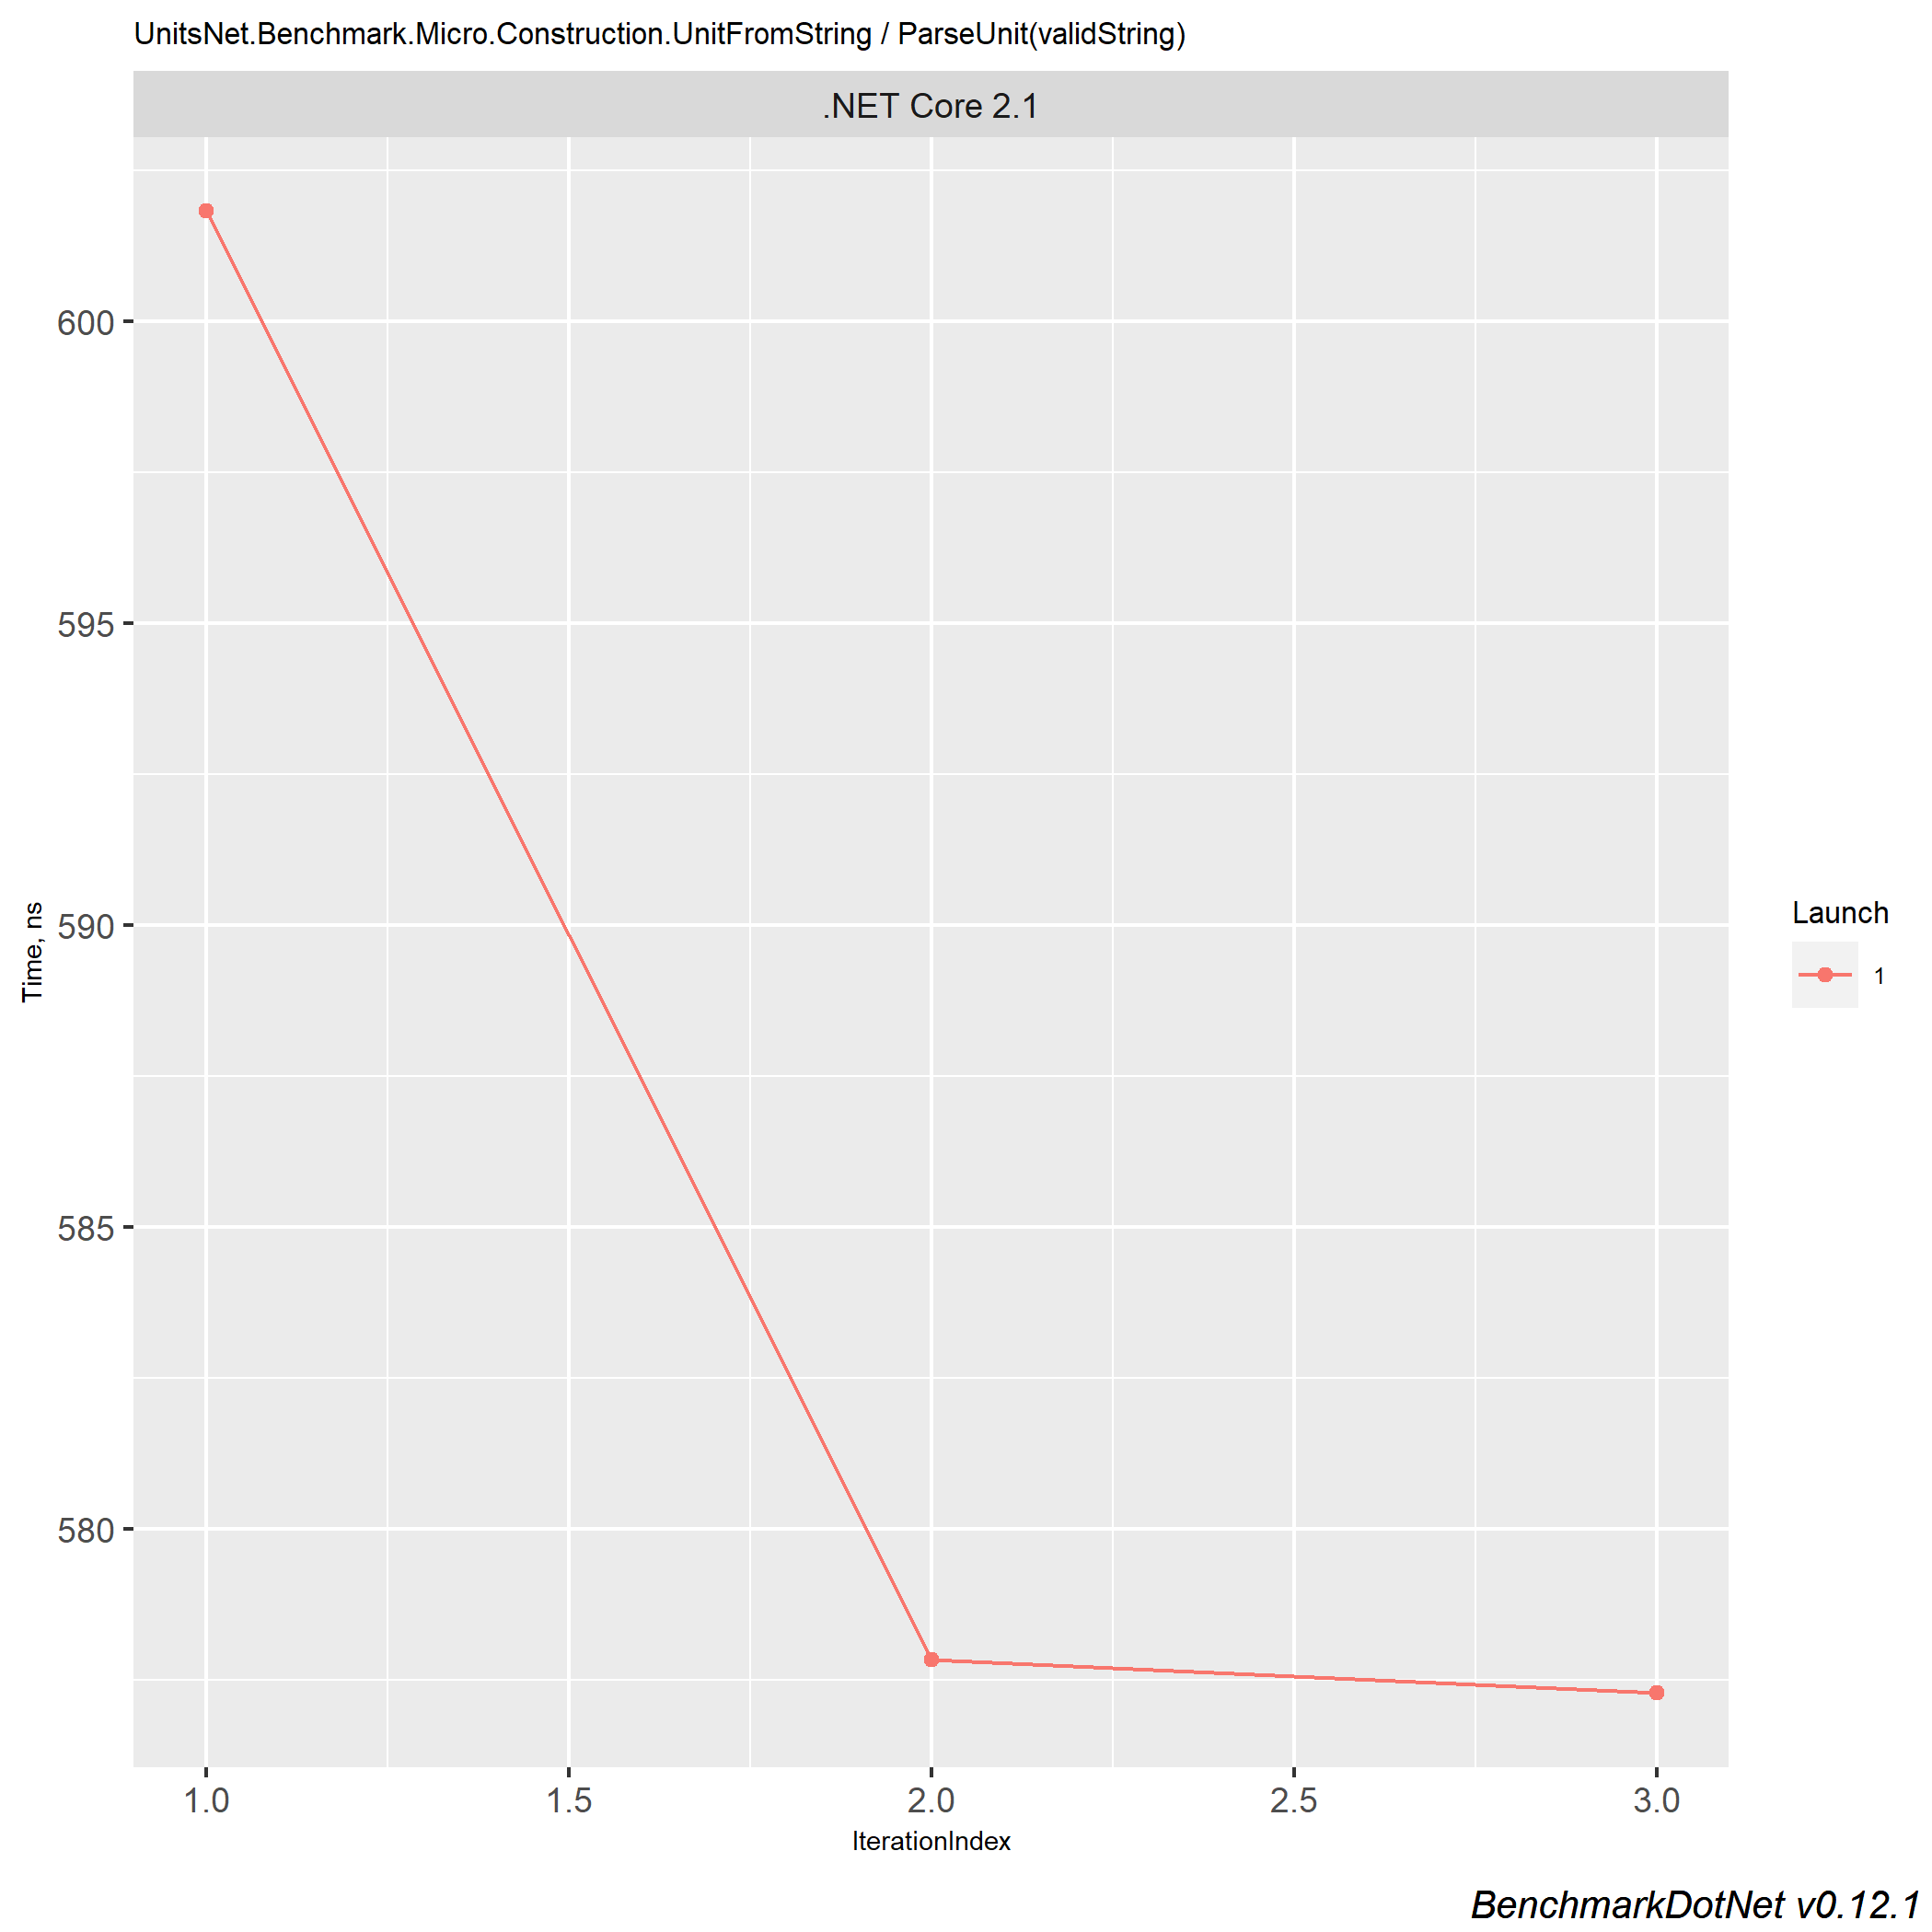 UnitsNet.Benchmark.Micro.Construction.UnitFromString / ParseUnit(validString)
.NET Core 2.1
600
595
590
585
580
Time, ns
1.0 1.5 2.0 2.5 3.0
IterationIndex
Launch
1
BenchmarkDotNet v0.12.1